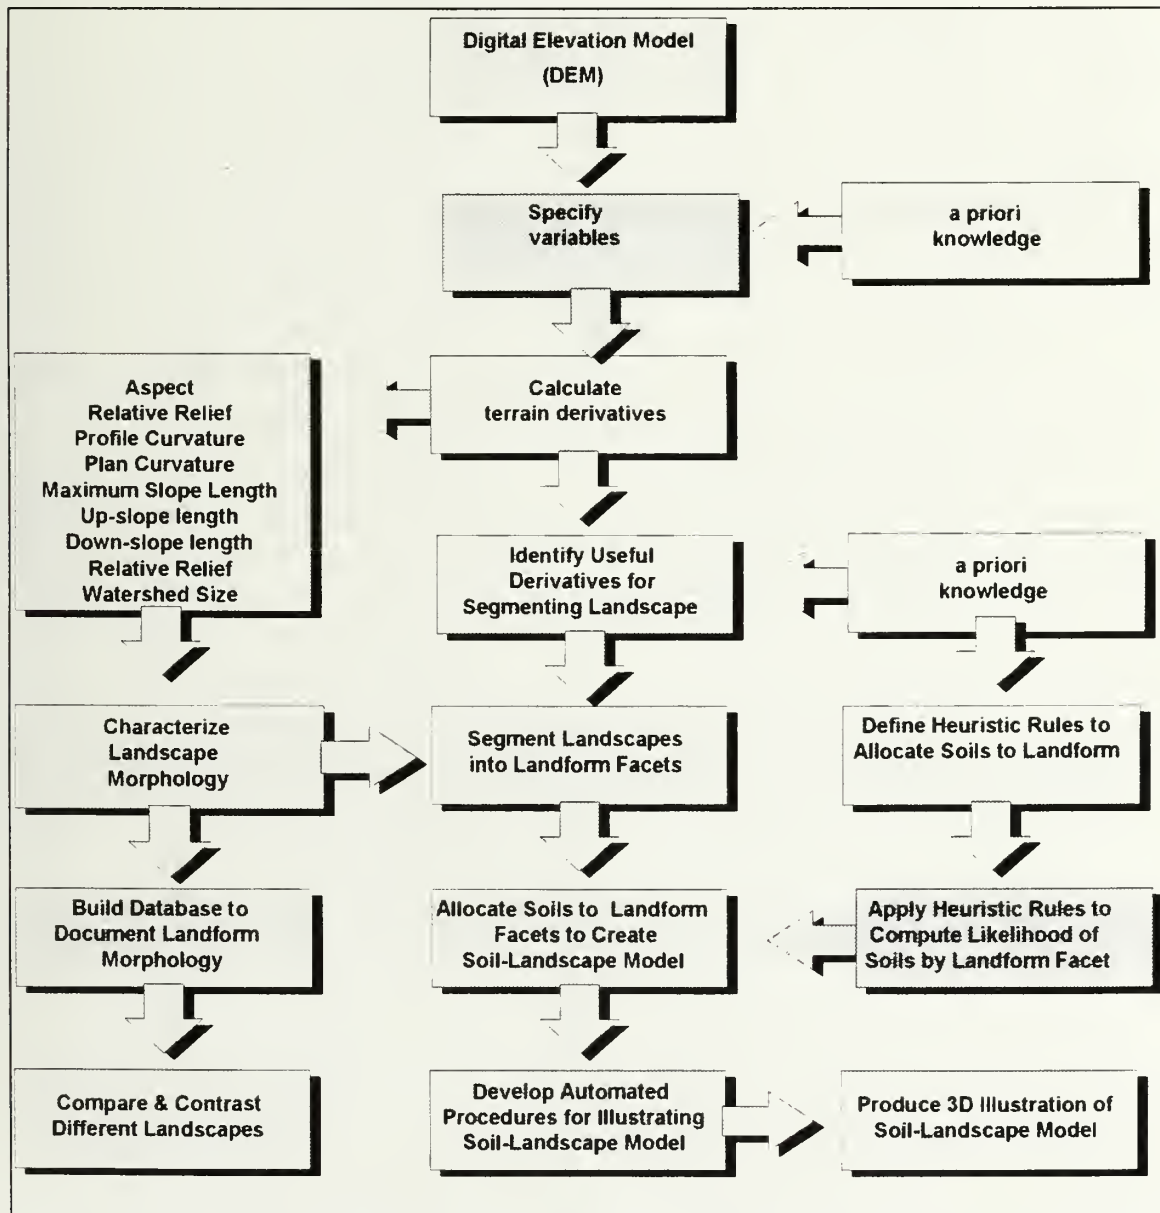 Digital Elevation Model
(DEM)
Specify
variables
a priori
knowledge
Aspect
Relative Relief
Profile Curvature
Plan Curvature
Maximum Slope Length
Up-slope length
Down-slope length
Relative Relief
Watershed Size
Calculate
terrain derivatives
Identify Useful
Derivatives for
Segmenting Landscape
a priori
knowledge
Characterize
Landscape
Morphology
Segment Landscapes
into Landform Facets
Define Heuristic Rules to
Allocate Soils to Landform
Build Database to
Document Landform
Morphology
Allocate Soils to Landform
Facets to Create
Soil-Landscape Model
Apply Heuristic Rules to
Compute Likelihood of
Soils by Landform Facet
Compare & Contrast
Different Landscapes
Develop Automated
Procedures for Illustrating
Soil-Landscape Model
Produce 3D Illustration of
Soil-Landscape Model